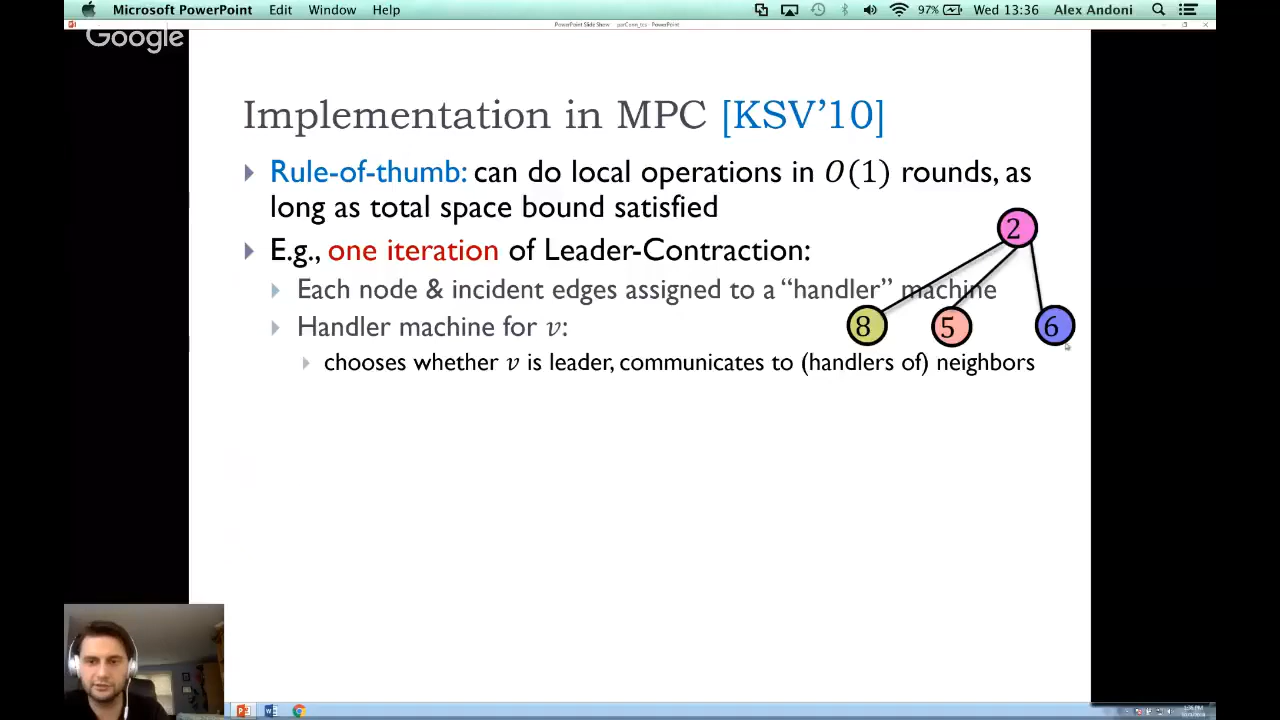 Microsoft PowerPoint Edit Window Help
97% Wed 13:36 Alex Andoni
Google
Implementation in MPC [KSV’10]
Rule-of-thumb: can do local operations in O(1) rounds, as
long as total space bound satisfied
E.g., one iteration of Leader-Contraction:
Each node & incident edges assigned to a “handler” machine
Handler machine for v:
chooses whether v is leader, communicates to (handlers of) neighbors
2
8 5 6